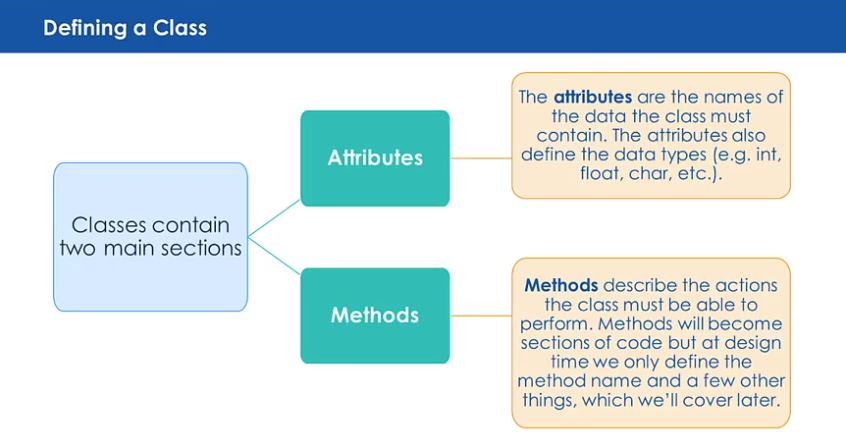 Defining a Class
Classes contain
two main sections
Attributes
The attributes are the names of
the data the class must
contain. The attributes also
define the data types (e.g. int,
float, char, etc.).
Methods
Methods describe the actions
the class must be able to
perform. Methods will become
sections of code but at design
time we only define the
method name and a few other
things, which we'll cover later.